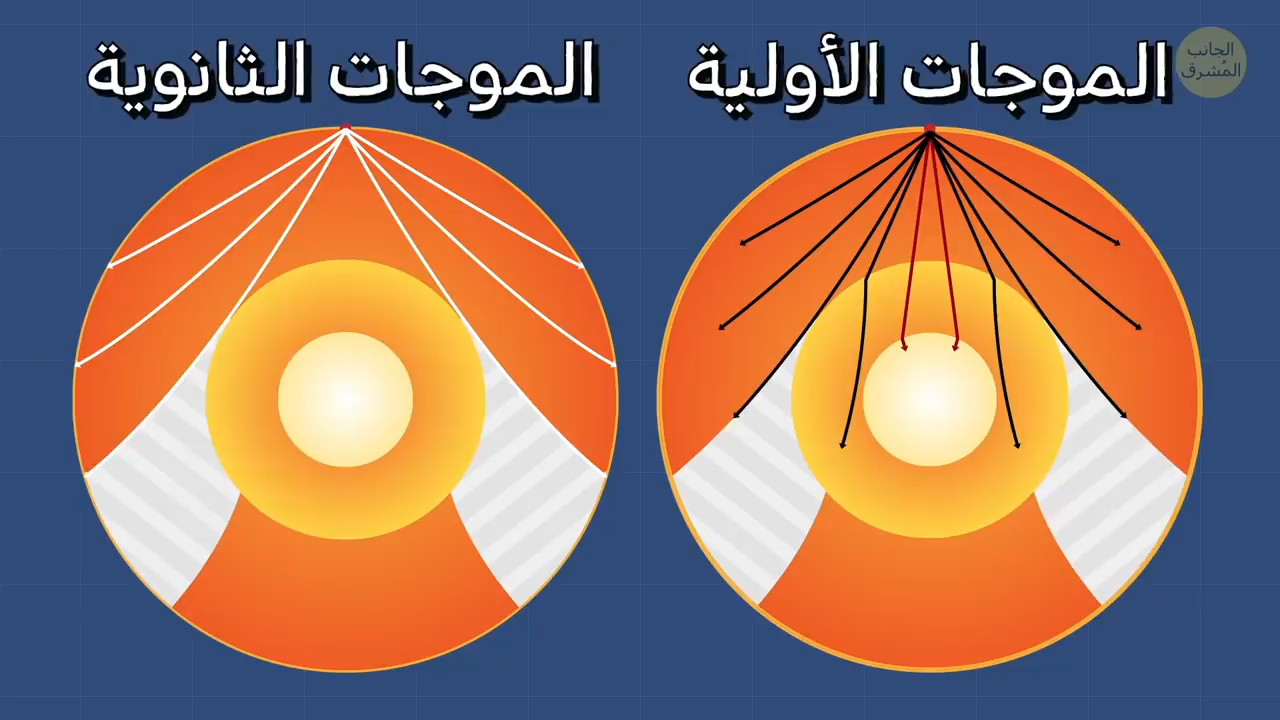 الموجات الأولية
الموجات الثانوية
الجانب
المُشرق